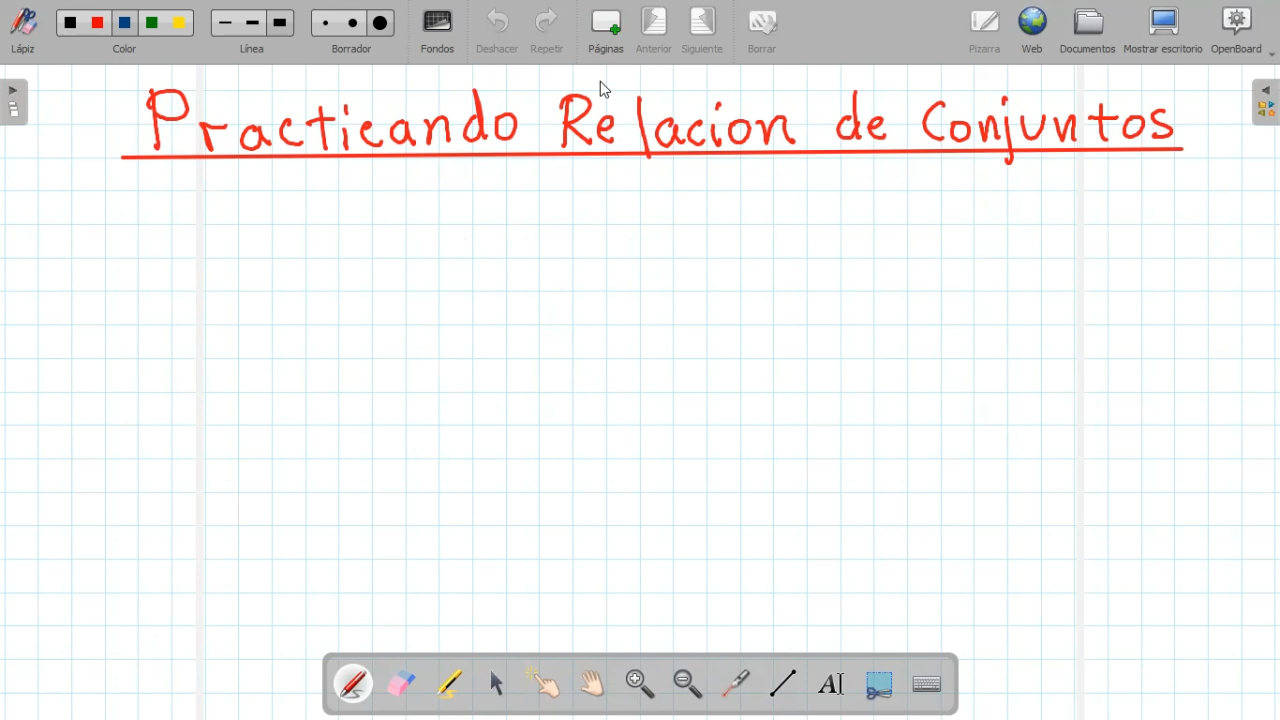 Lápiz Color Línea Borrador Fondos Deshacer Repetir Páginas Anterior Siguiente Borrar Pizarra Web Documentos Mostrar escritorio OpenBoard
Practicando Relacion de Conjuntos
AI